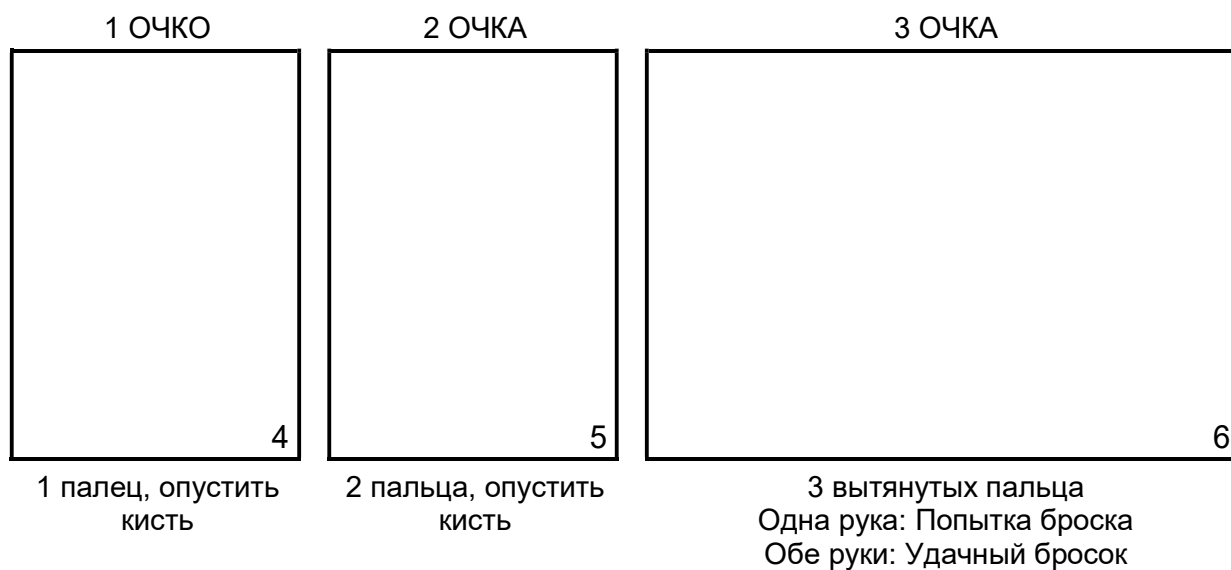 1 ОЧКО
2 ОЧКА
3 ОЧКА
4
5
6
1 палец, опустить
кисть
2 пальца, опустить
кисть
3 вытянутых пальца
Одна рука: Попытка броска
Обе руки: Удачный бросок